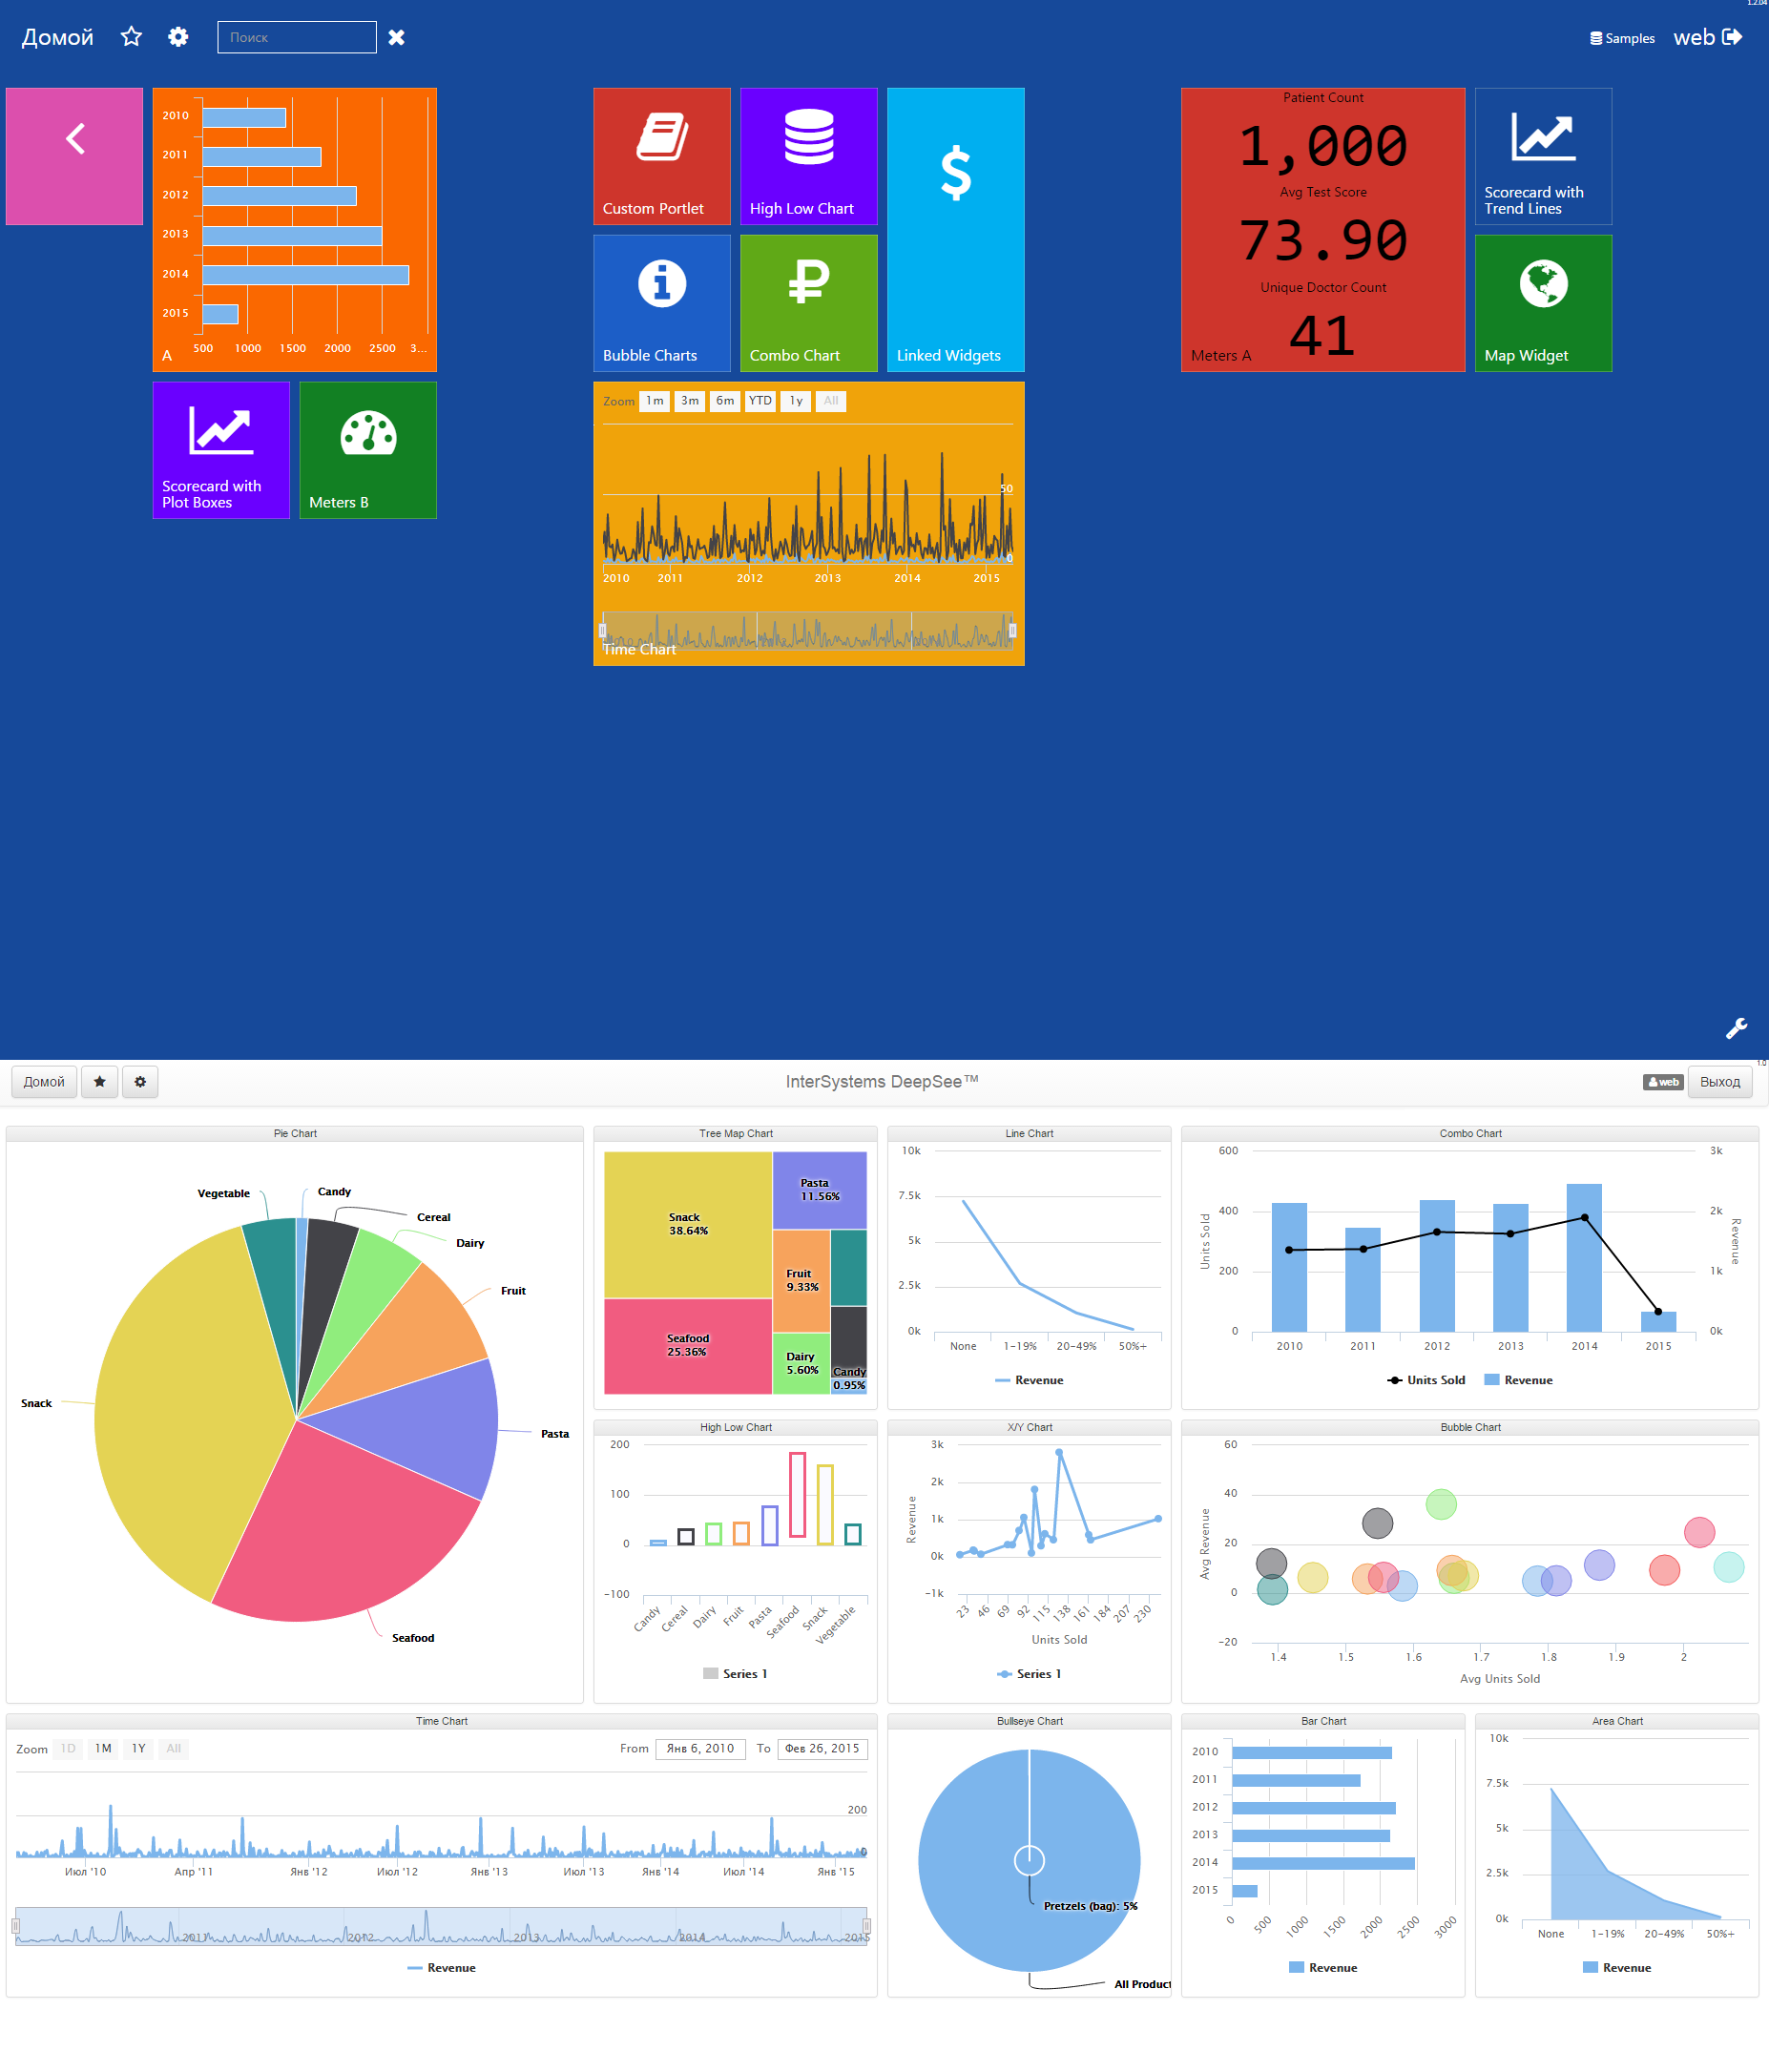 1.2.04
Домой
Поиск
Samples
web
2010
2011
2012
2013
2014
2015
500 1000 1500 2000 2500 3...
A
Custom Portlet
High Low Chart
Linked Widgets
Bubble Charts
Combo Chart
Patient Count
1,000
Avg Test Score
73.90
Unique Doctor Count
41
Meters A
Scorecard with
Trend Lines
Map Widget
Scorecard with
Plot Boxes
Meters B
Zoom 1m 3m 6m YTD 1y All
50
0
2010 2011 2012 2013 2014 2015
Time Chart
Домой
InterSystems DeepSee™
web
Выход
1.0
Pie Chart
Vegetable
Candy
Cereal
Dairy
Fruit
Snack
Pasta
Seafood
Tree Map Chart
Snack
38.64%
Pasta
11.56%
Fruit
9.33%
Seafood
25.36%
Dairy
5.60%
Candy
0.95%
Line Chart
10k
7.5k
5k
2.5k
0k
None 1-19% 20-49% 50%+
Revenue
Combo Chart
600
400
200
0
Units Sold
3k
2k
1k
0k
Revenue
2010 2011 2012 2013 2014 2015
Units Sold Revenue
High Low Chart
200
100
0
-100
Candy Cereal Dairy Fruit Pasta Seafood Snack Vegetable
Series 1
X/Y Chart
3k
2k
1k
0k
-1k
Revenue
23 46 69 92 115 138 161 184 207 230
Units Sold
Series 1
Bubble Chart
60
40
20
0
-20
Avg Revenue
1.4 1.5 1.6 1.7 1.8 1.9 2
Avg Units Sold
Time Chart
Zoom 1D 1M 1Y All
From Янв 6, 2010 To Фев 26, 2015
200
0
Июл '10 Апр '11 Янв '12 Июл '12 Янв '13 Июл '13 Янв '14 Июл '14 Янв '15
2011 2012 2013 2014 2015
Revenue
Bullseye Chart
Pretzels (bag): 5%
All Product
Bar Chart
2010
2011
2012
2013
2014
2015
0 500 1000 1500 2000 2500 3000
Revenue
Area Chart
10k
7.5k
5k
2.5k
0k
None 1-19% 20-49% 50%+
Revenue